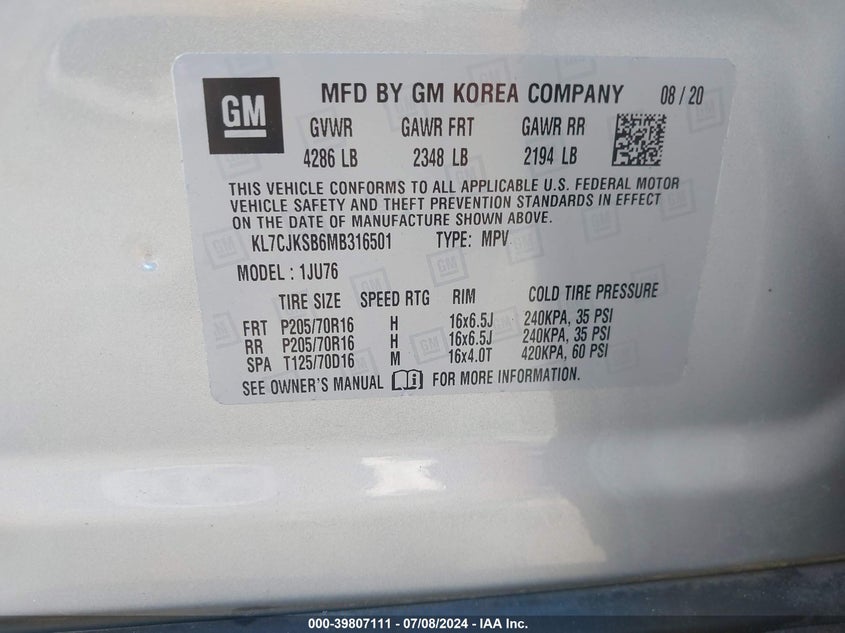 GM MFD BY GM KOREA COMPANY 08 / 20
GVWR GAWR FRT GAWR RR
4286 LB 2348 LB 2194 LB
THIS VEHICLE CONFORMS TO ALL APPLICABLE U.S. FEDERAL MOTOR
VEHICLE SAFETY AND THEFT PREVENTION STANDARDS IN EFFECT
ON THE DATE OF MANUFACTURE SHOWN ABOVE.
KL7CJKSB6MB316501 TYPE: MPV
MODEL : 1JU76
TIRE SIZE SPEED RTG RIM COLD TIRE PRESSURE
FRT P205/70R16 H 16x6.5J 240KPA, 35 PSI
RR P205/70R16 H 16x6.5J 240KPA, 35 PSI
SPA T125/70D16 M 16x4.0T 420KPA, 60 PSI
SEE OWNER'S MANUAL FOR MORE INFORMATION.
000-39807111 - 07/08/2024 - IAA Inc.